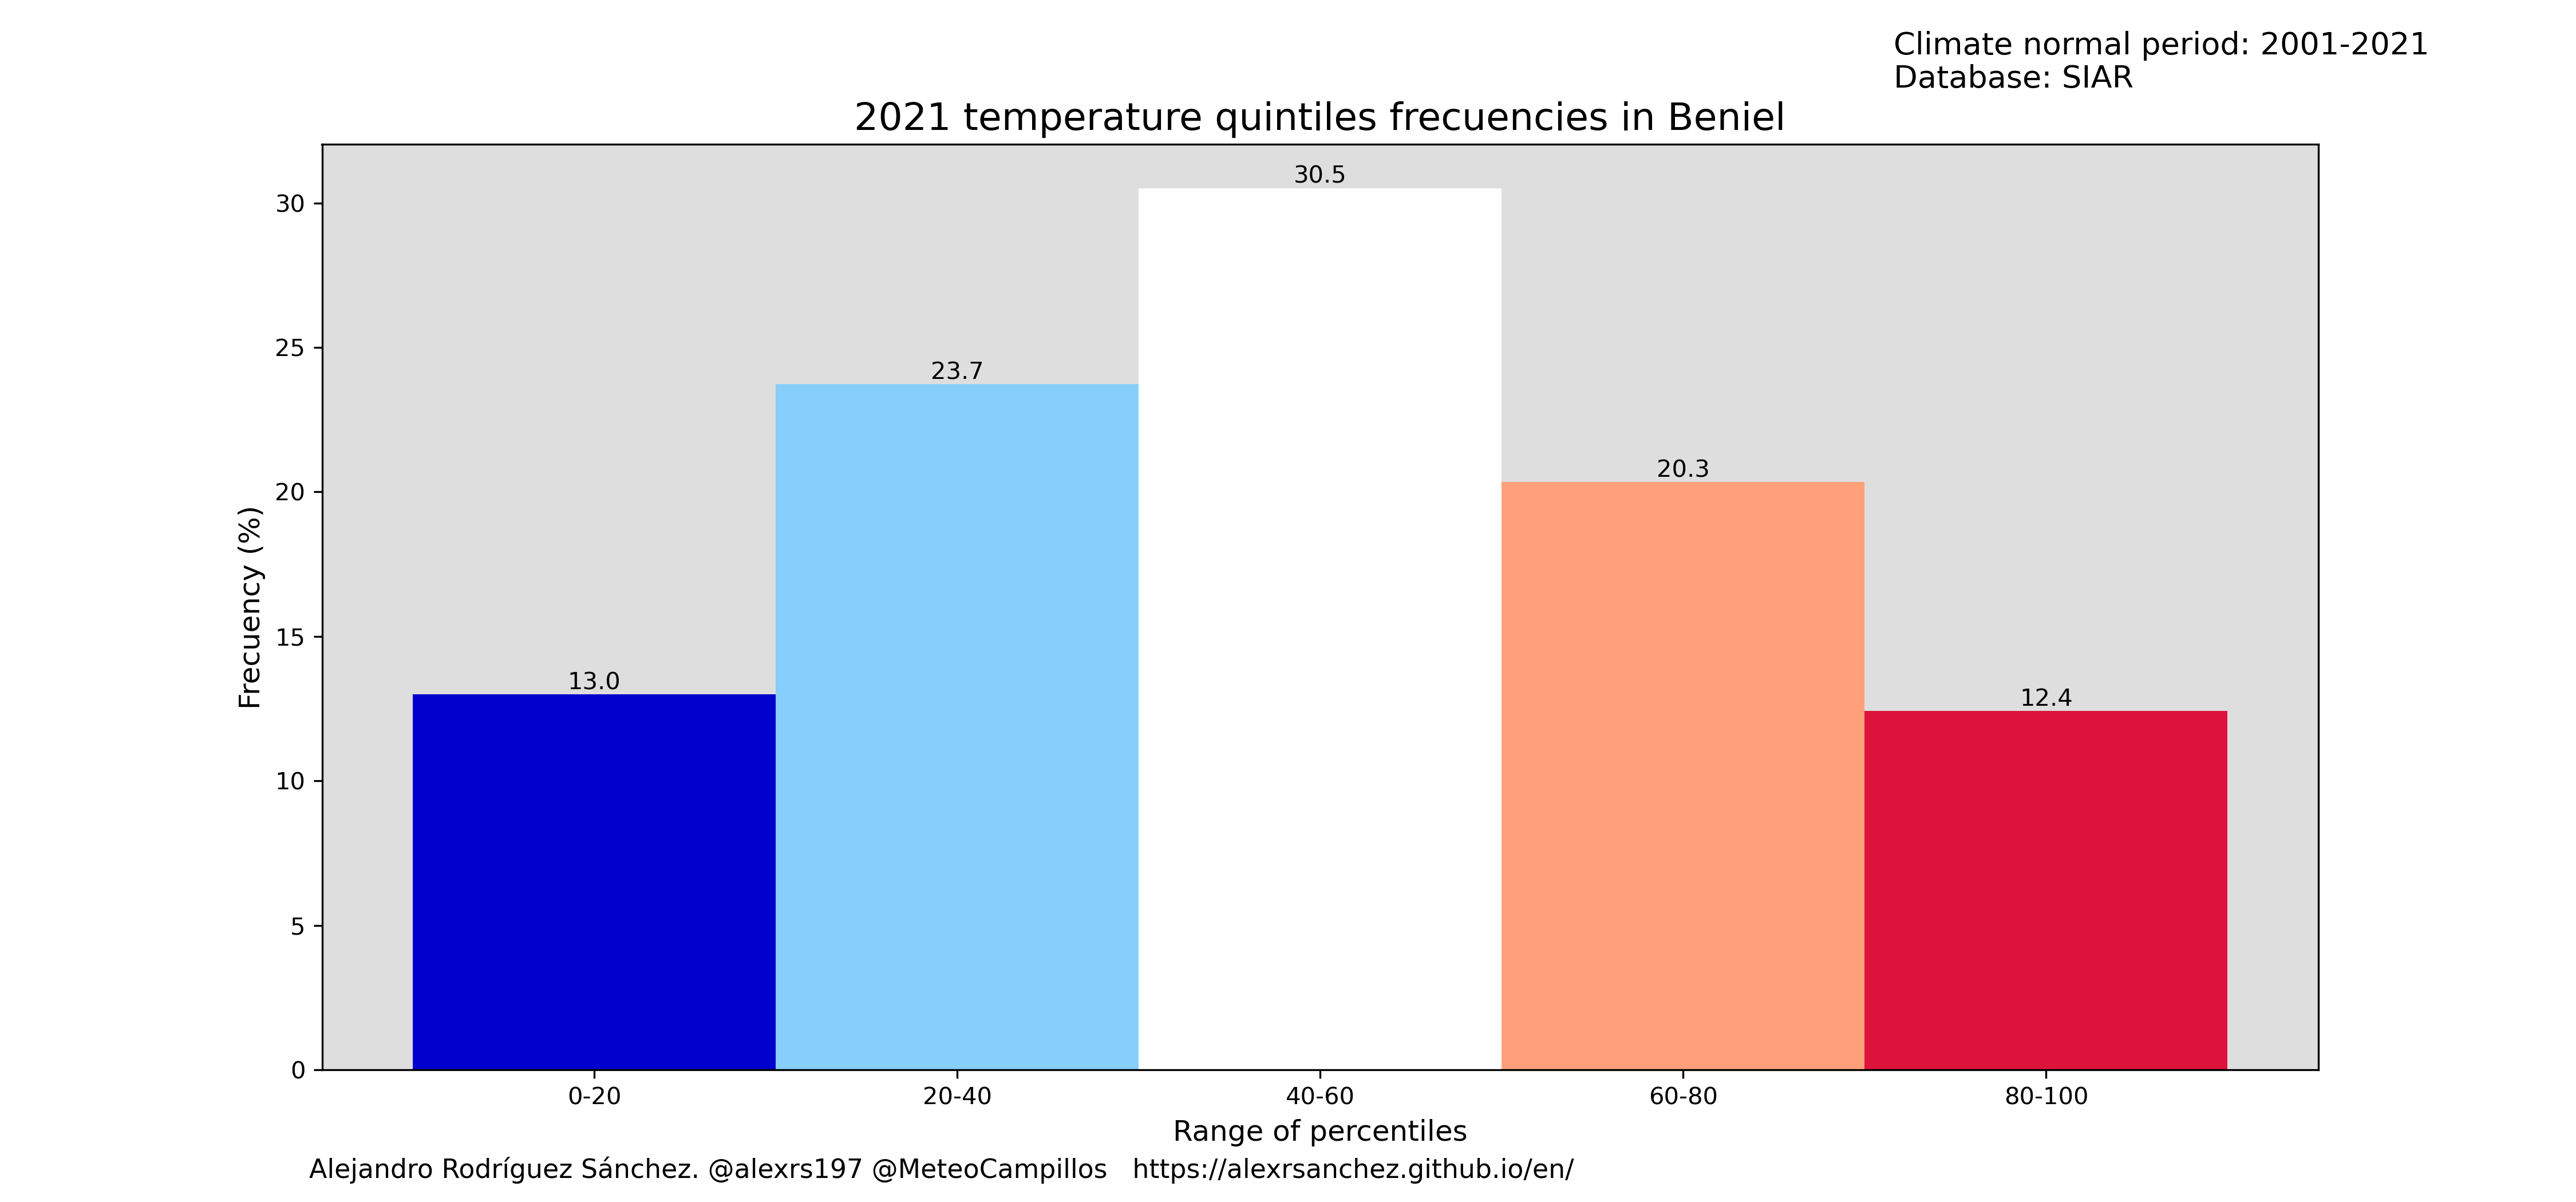 Climate normal period: 2001-2021
Database: SIAR
2021 temperature quintiles frecuencies in Beniel
Frecuency (%)
30
25
20
15
10
5
0
13.0
23.7
30.5
20.3
12.4
0-20
20-40
40-60
60-80
80-100
Range of percentiles
Alejandro Rodríguez Sánchez. @alexrs197 @MeteoCampillos https://alexrsanchez.github.io/en/